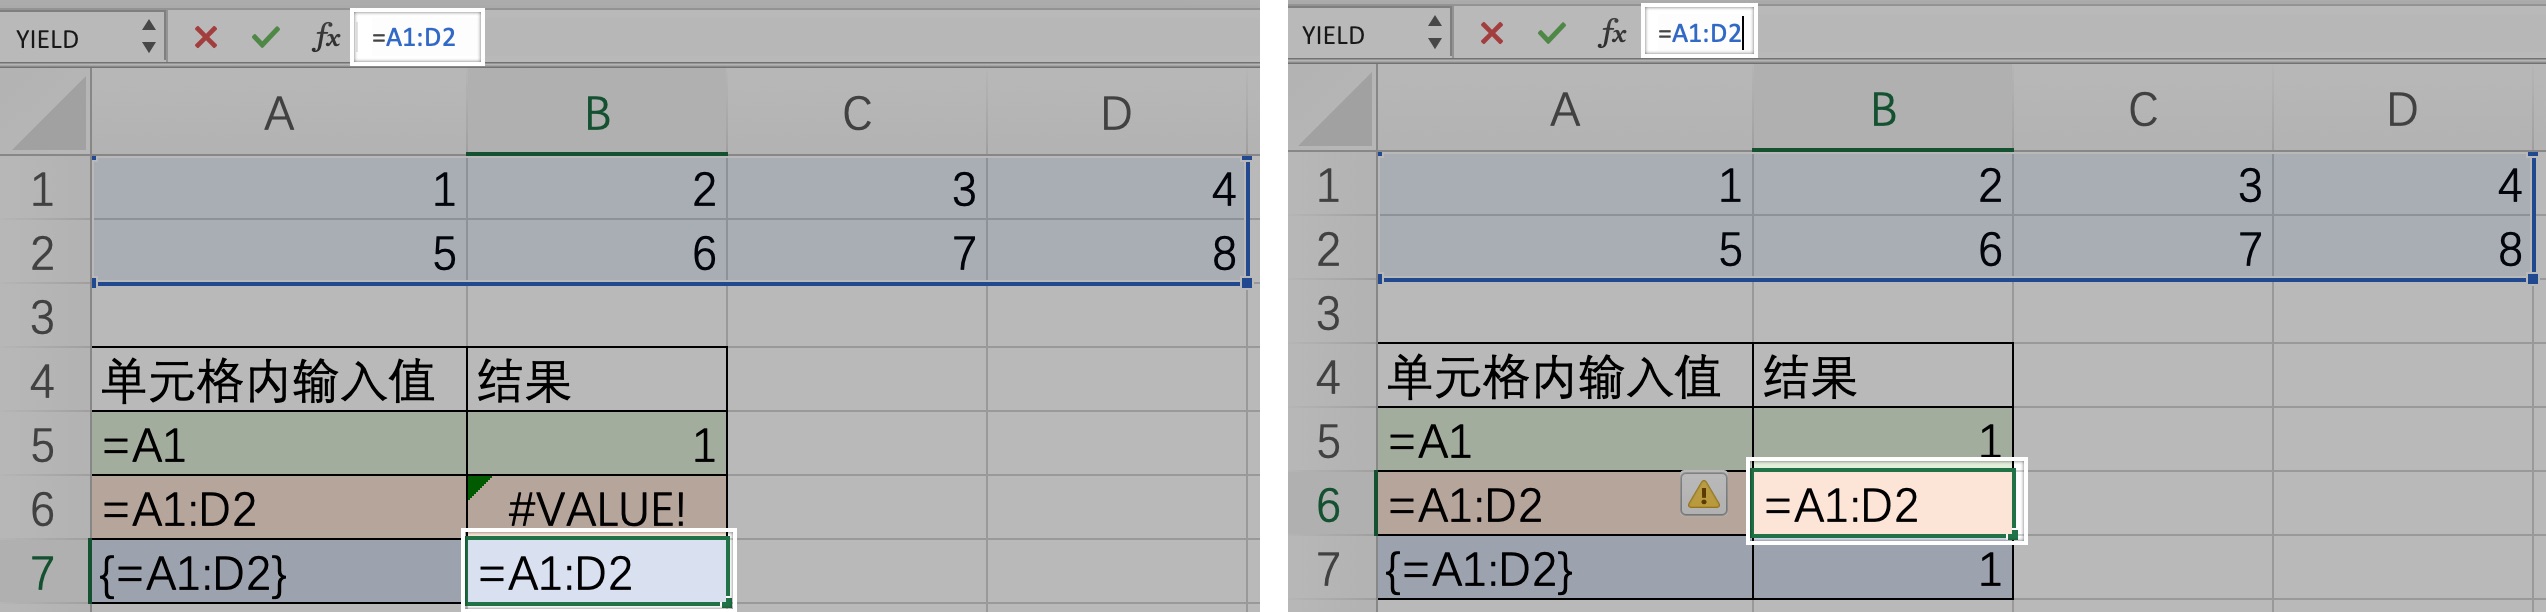 YIELD fx =A1:D2
A B C D
1 1 2 3 4
2 5 6 7 8
3
4 单元格内输入值 结果
5 =A1 1
6 =A1:D2 #VALUE!
7 {=A1:D2} =A1:D2
YIELD fx =A1:D2
A B C D
1 1 2 3 4
2 5 6 7 8
3
4 单元格内输入值 结果
5 =A1 1
6 =A1:D2 =A1:D2
7 {=A1:D2} 1